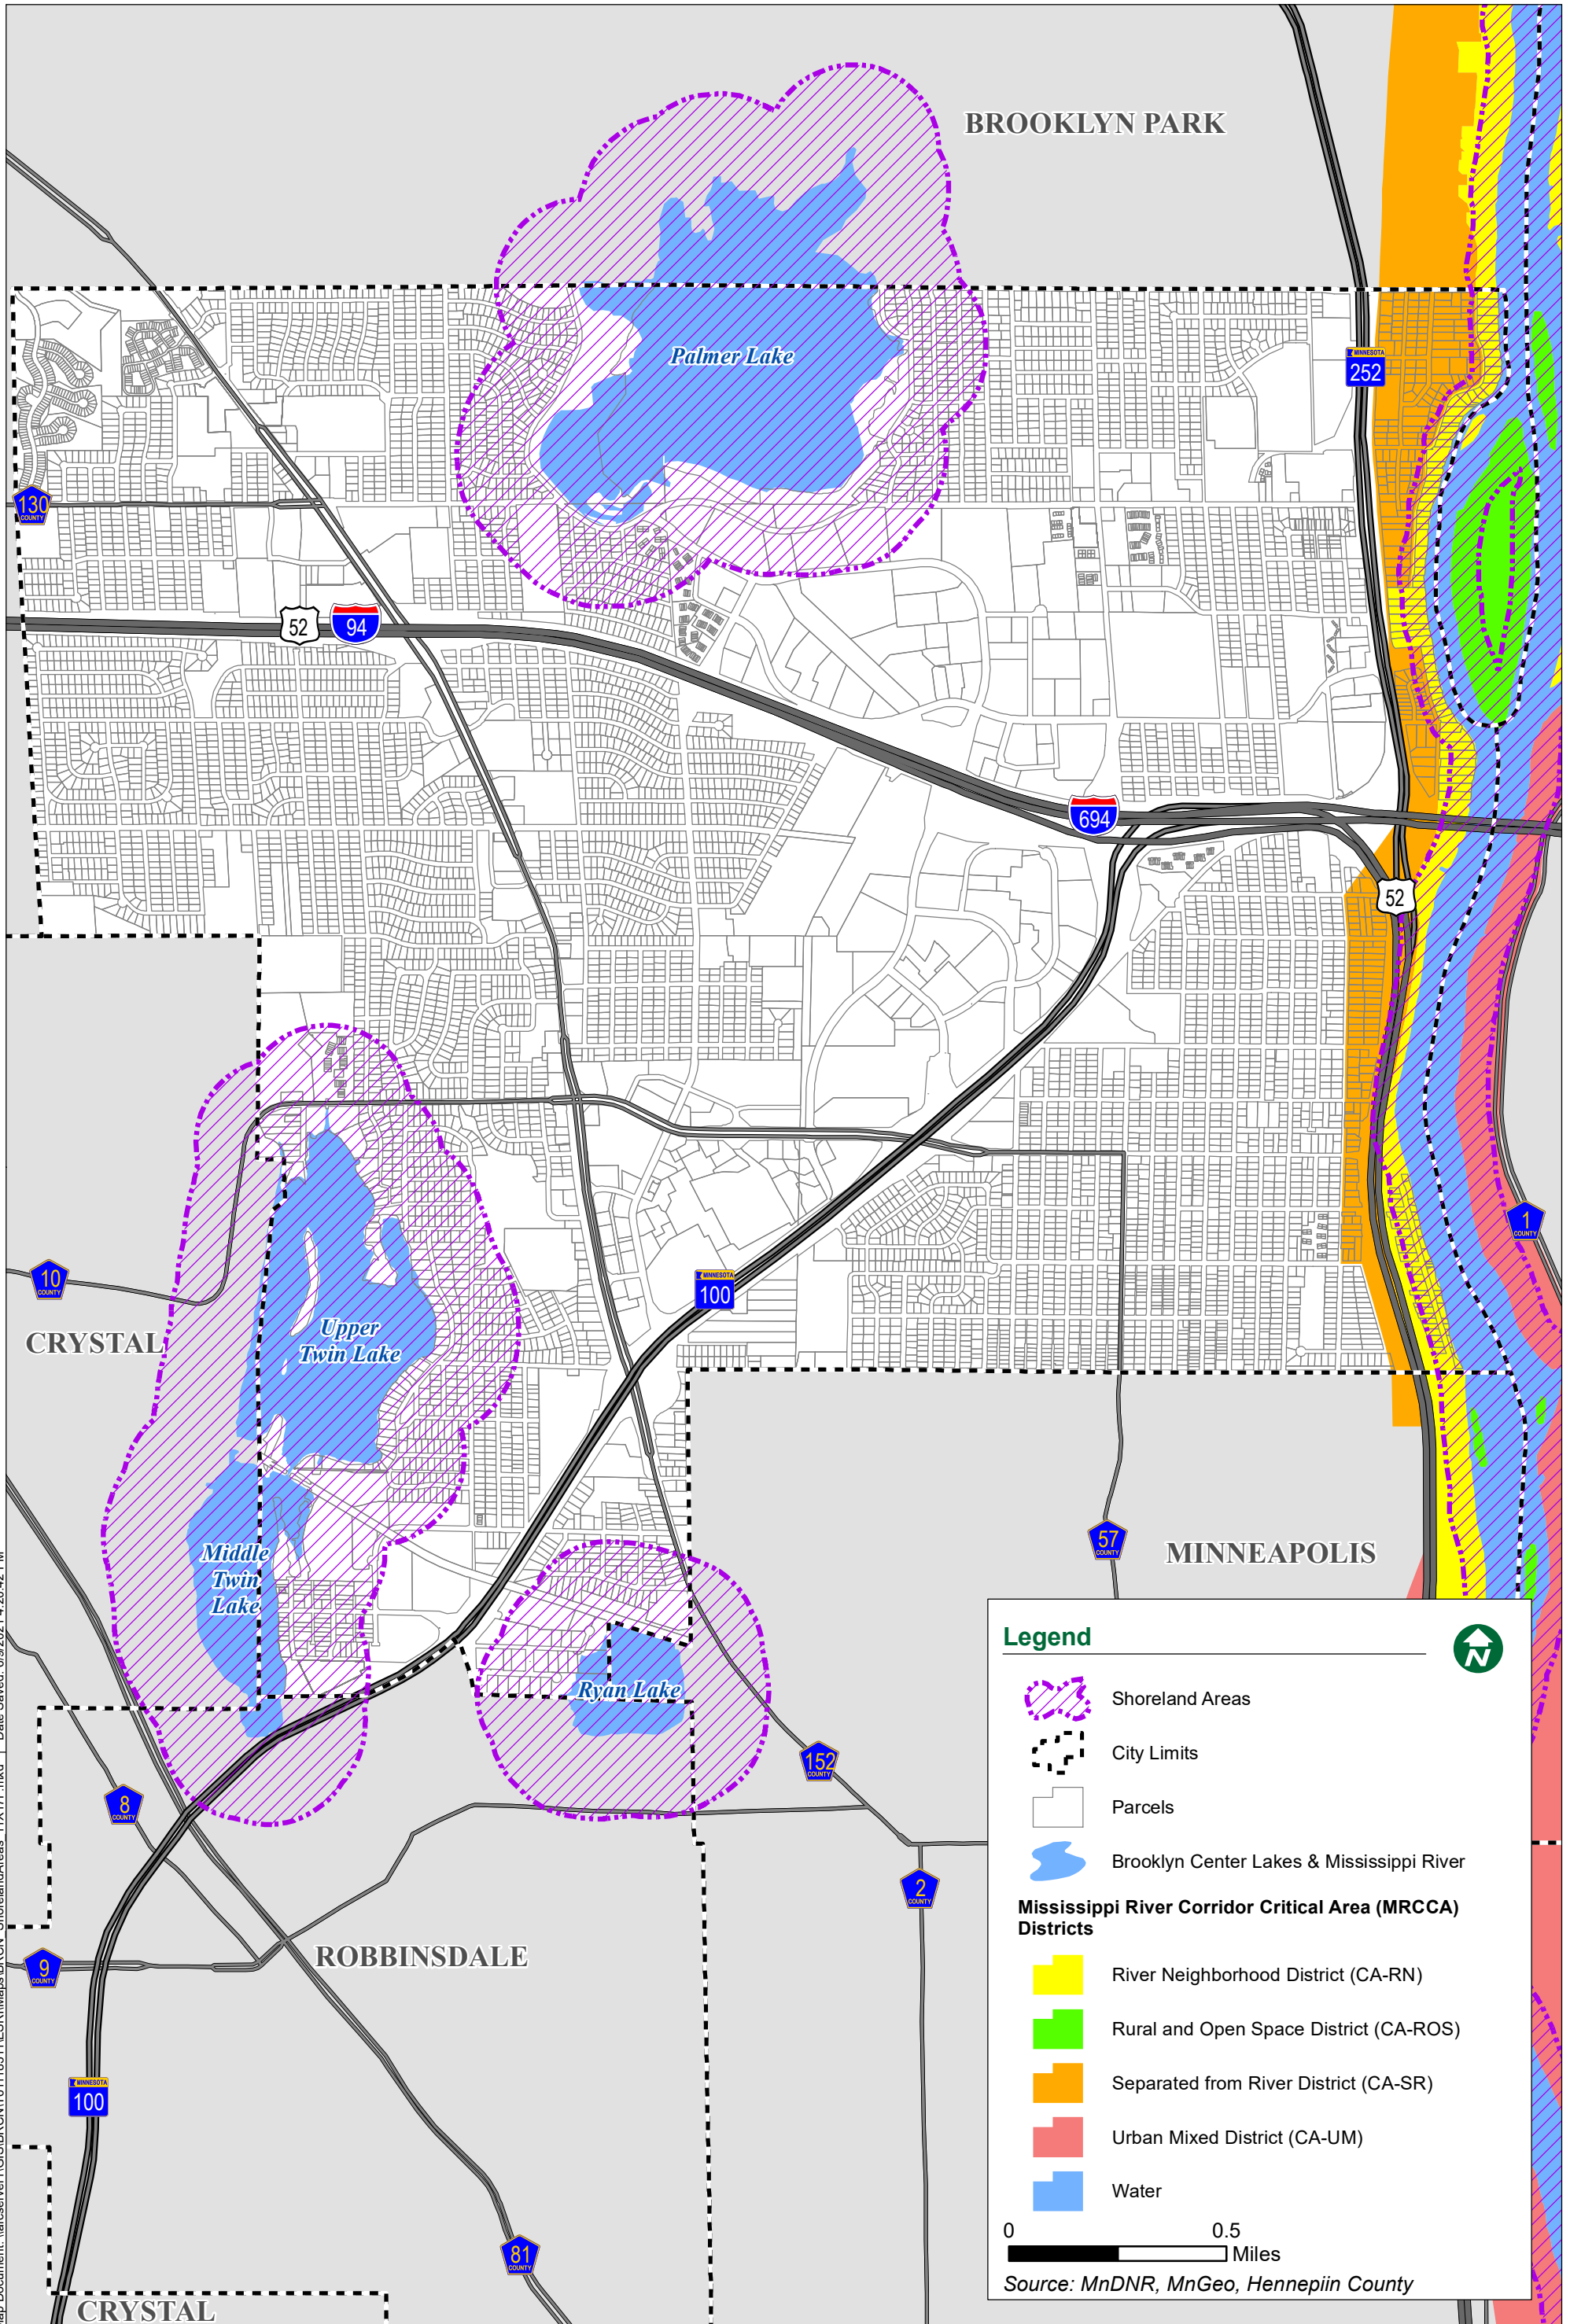 BROOKLYN PARK
Palmer Lake
MINNESOTA
252
130
COUNTY
52
94
694
52
1
COUNTY
10
COUNTY
MINNESOTA
100
CRYSTAL
Upper
Twin Lake
57
COUNTY
MINNEAPOLIS
Middle
Twin
Lake
Ryan Lake
152
COUNTY
8
COUNTY
2
COUNTY
9
COUNTY
ROBBINSDALE
MINNESOTA
100
81
COUNTY
CRYSTAL
Legend
N
Shoreland Areas
City Limits
Parcels
Brooklyn Center Lakes & Mississippi River
Mississippi River Corridor Critical Area (MRCCA)
Districts
River Neighborhood District (CA-RN)
Rural and Open Space District (CA-ROS)
Separated from River District (CA-SR)
Urban Mixed District (CA-UM)
Water
0 0.5
Miles
Source: MnDNR, MnGeo, Hennepiin County